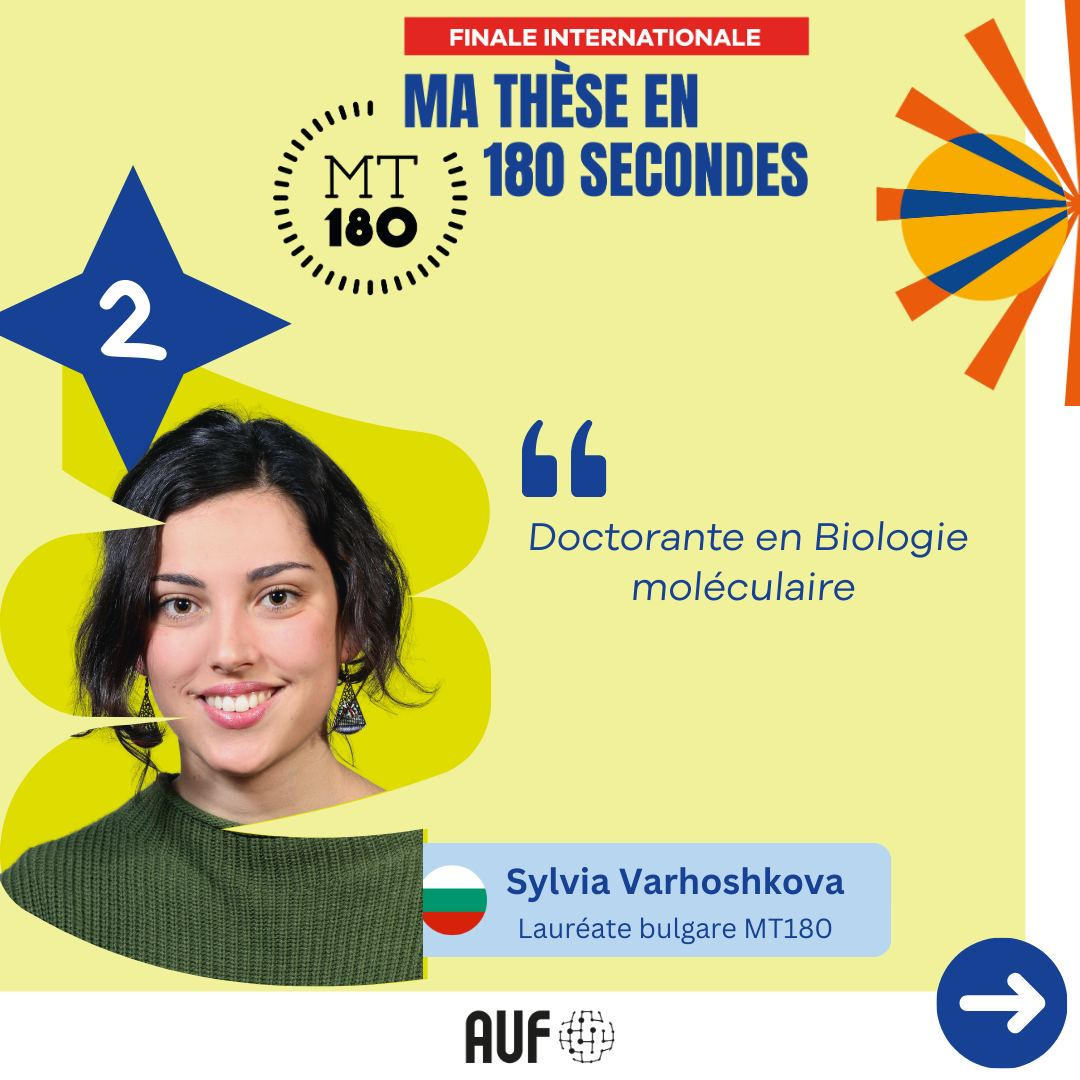 FINALE INTERNATIONALE
MA THÈSE EN
180 SECONDES
MT
180
2
Doctorante en Biologie
moléculaire
Sylvia Varhoshkova
Lauréate bulgare MT180
AUF